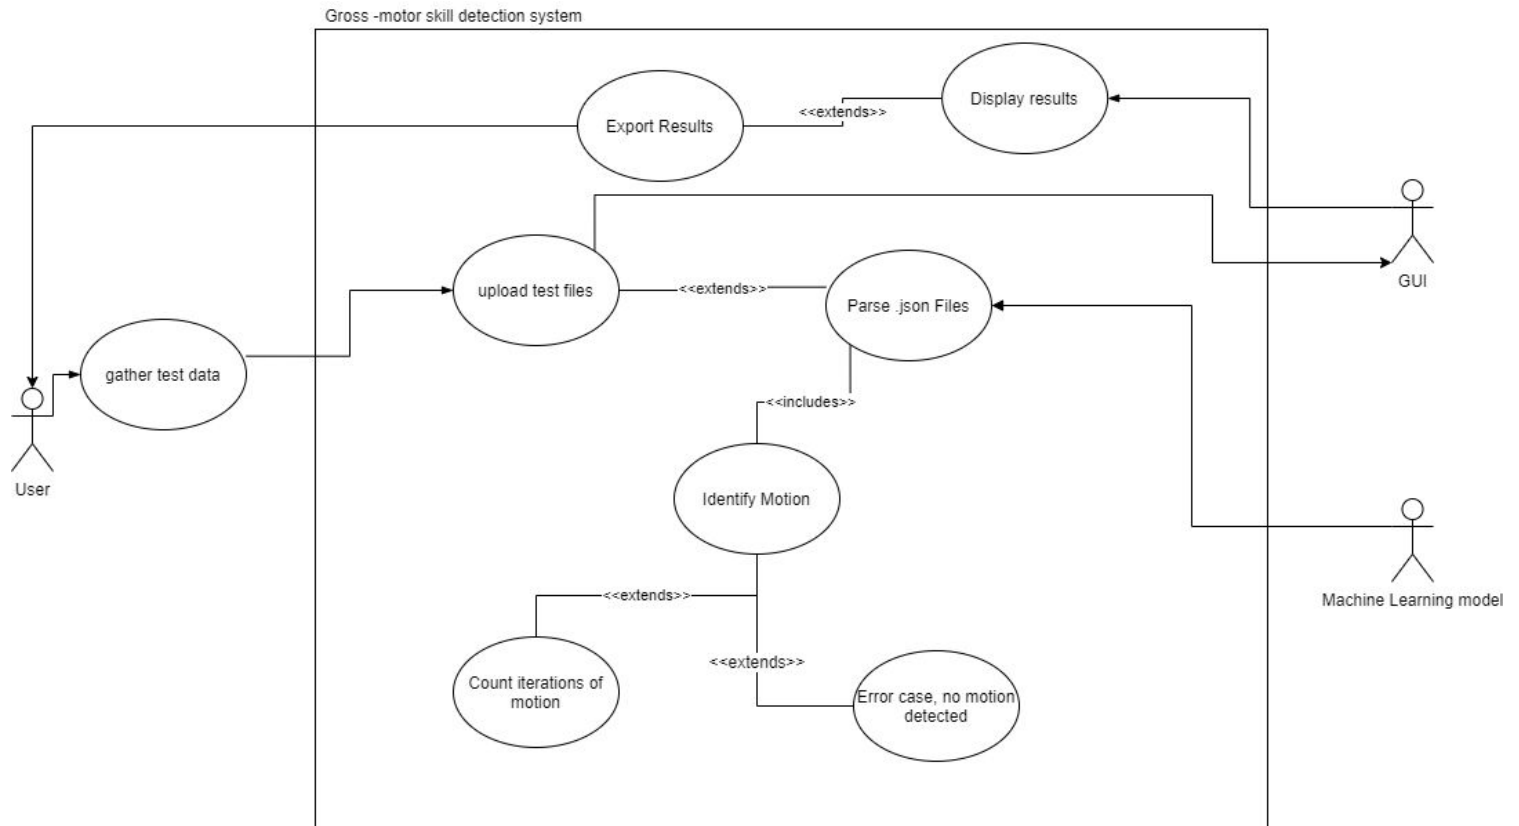 Gross -motor skill detection system
Display results
<<extends>>
Export Results
GUI
upload test files
<<extends>>
Parse .json Files
gather test data
<<includes>>
User
Identify Motion
<<extends>>
Machine Learning model
<<extends>>
Count iterations of
motion
Error case, no motion
detected